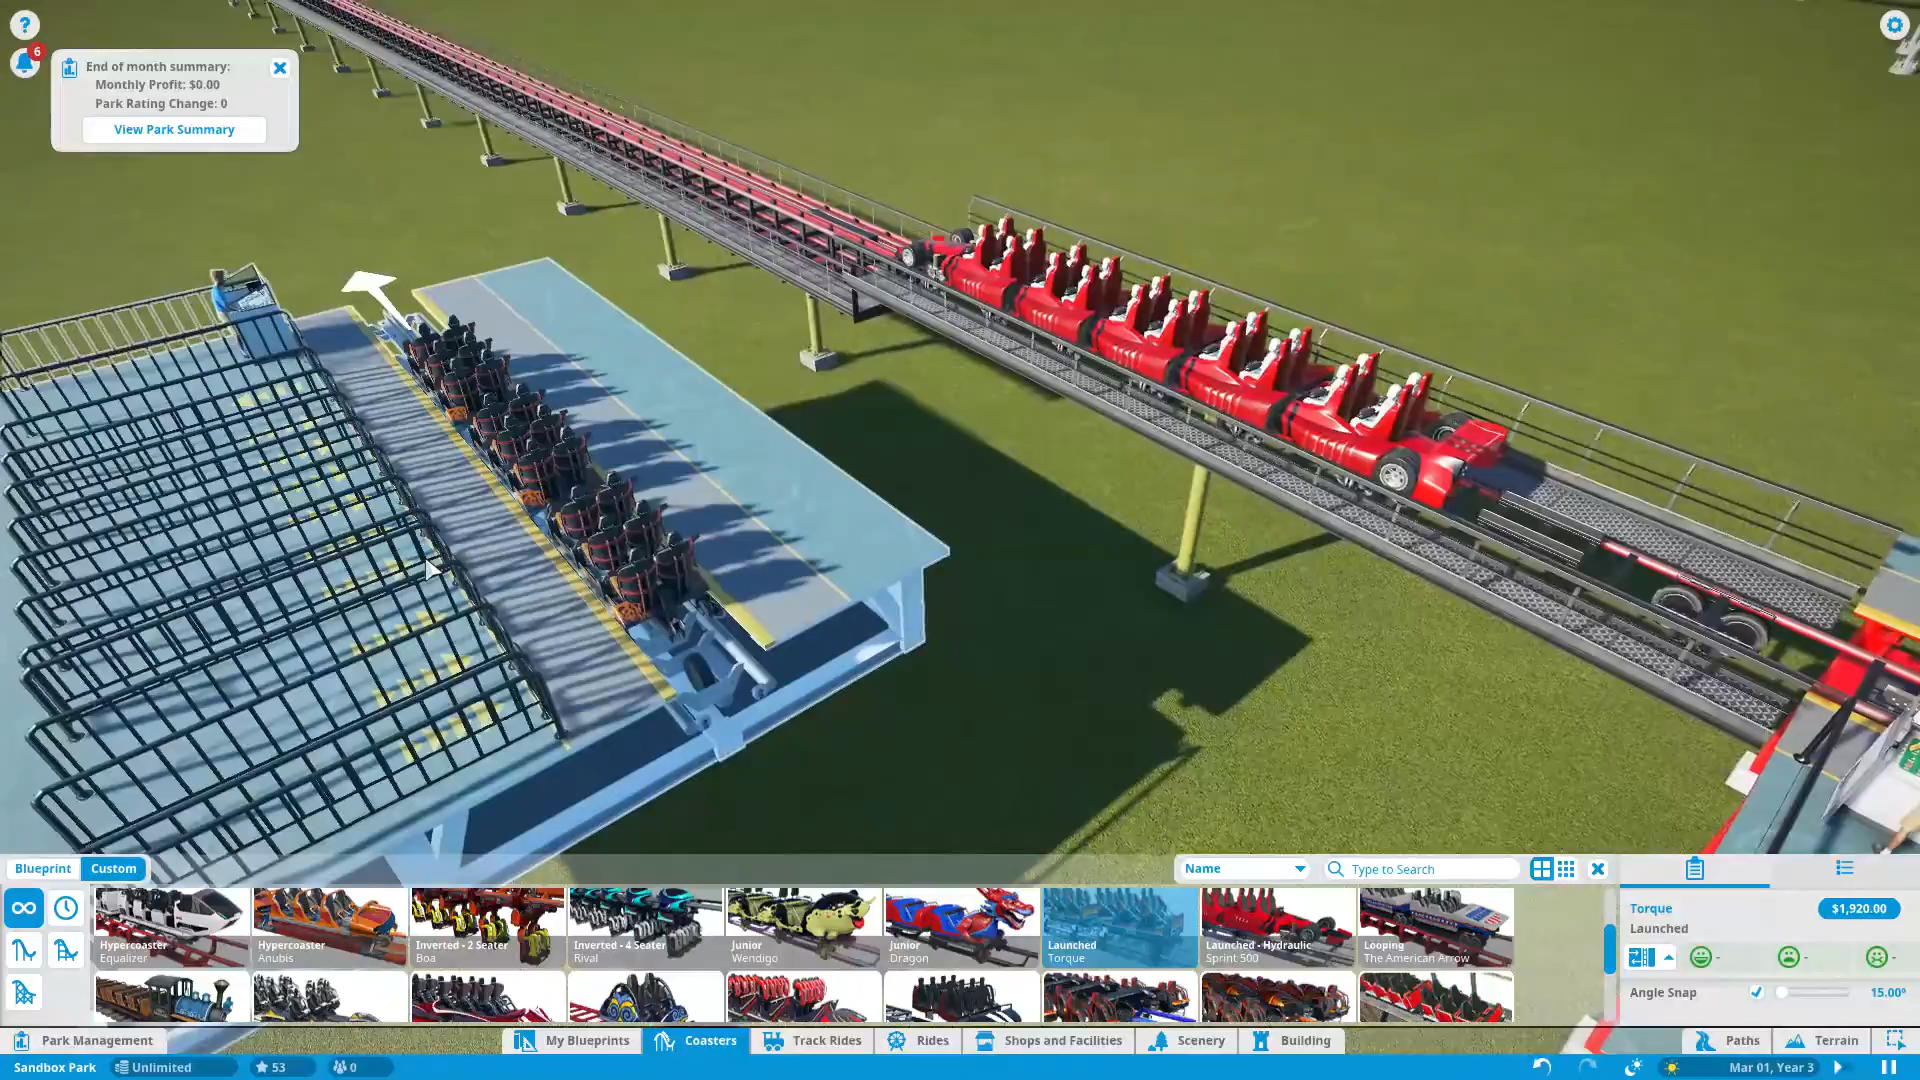 ?
6
End of month summary:
Monthly Profit: $0.00
Park Rating Change: 0
View Park Summary
Blueprint
Custom
Name
Type to Search
Hypercoaster
Equalizer
Hypercoaster
Anubis
Inverted - 2 Seater
Boa
Inverted - 4 Seater
Rival
Junior
Wendigo
Junior
Dragon
Launched
Torque
Launched - Hydraulic
Sprint 500
Looping
The American Arrow
Torque
$1,920.00
Launched
-
-
-
Angle Snap
15.00°
Park Management
My Blueprints
Coasters
Track Rides
Rides
Shops and Facilities
Scenery
Building
Paths
Terrain
Sandbox Park
Unlimited
53
0
Mar 01, Year 3